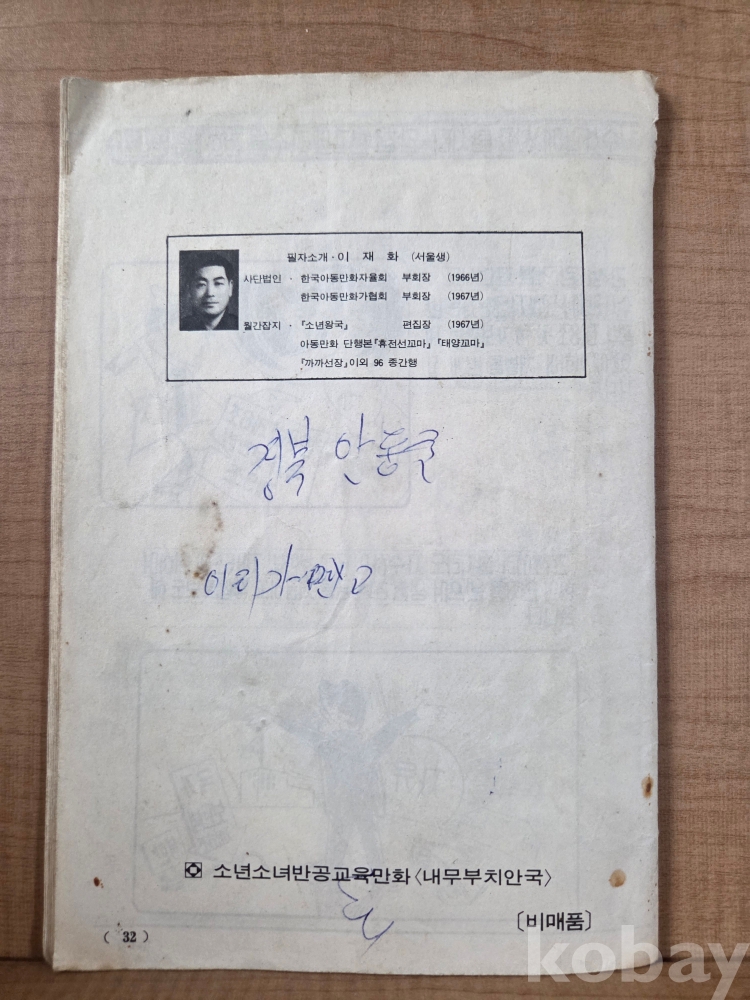 필자소개·이 재 화 (서울생)
사단법인 · 한국아동만화자율회 부회장 (1966년)
한국아동만화가협회 부회장 (1967년)
월간잡지 · 『소년왕국』 편집장 (1967년)
아동만화 단행본『휴전선꼬마』『태양꼬마』
『까까선장』이외 96 종간행
경북 안동군
소년소녀반공교육만화〈내무부치안국〉
〔비매품〕
( 32 )
kobay